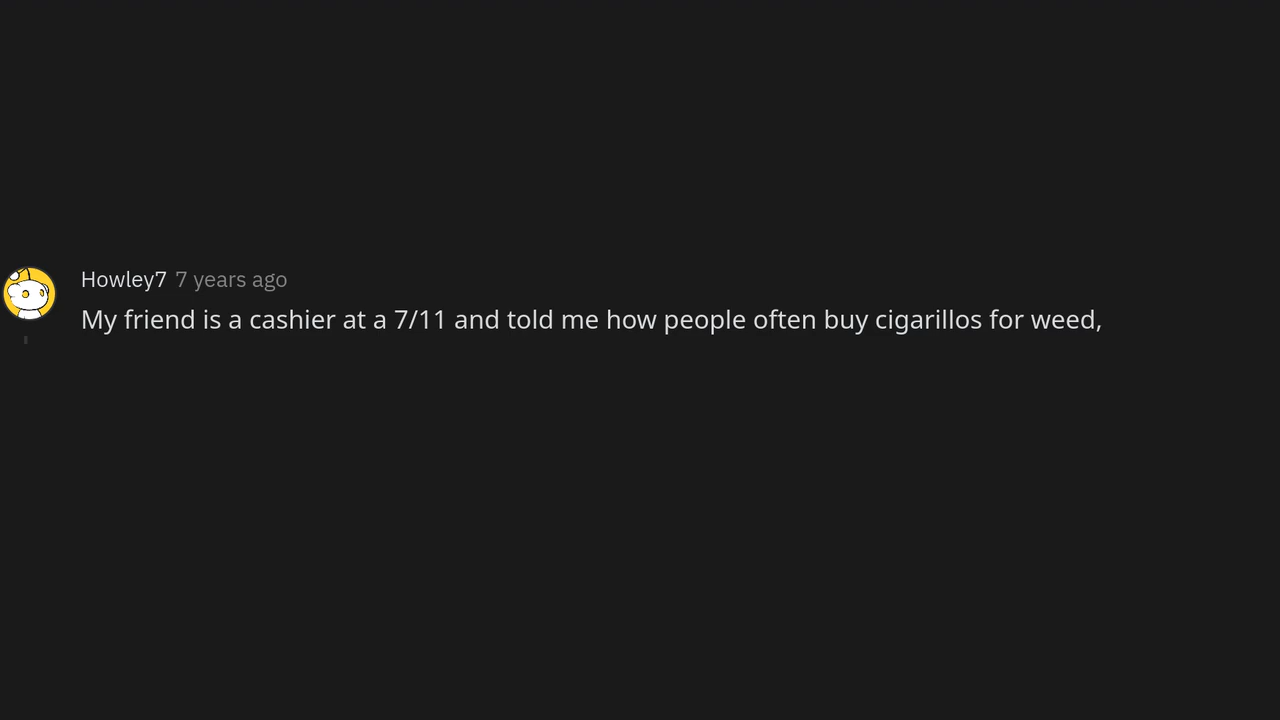 Howley7 7 years ago
My friend is a cashier at a 7/11 and told me how people often buy cigarillos for weed,